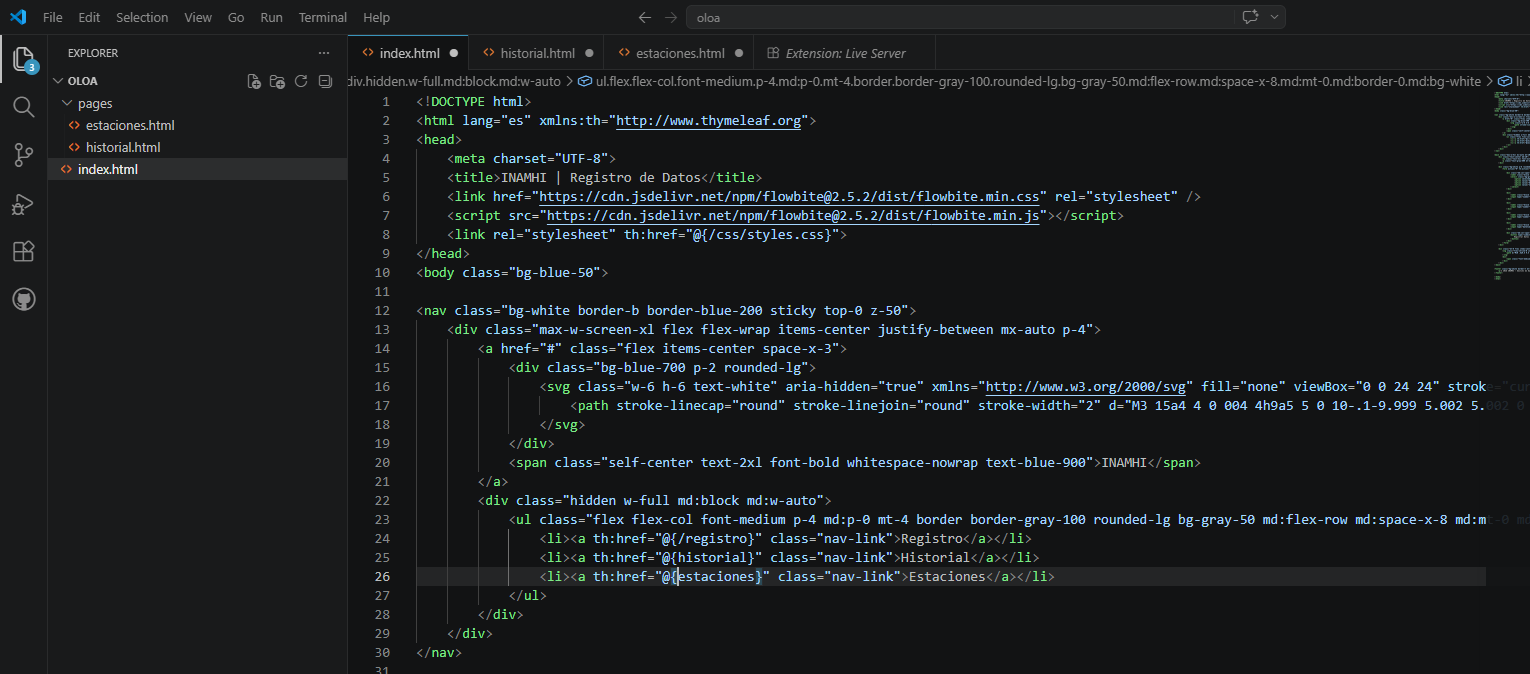 File Edit Selection View Go Run Terminal Help
oloa
EXPLORER
OLOA
pages
estaciones.html
historial.html
index.html
3
index.html
historial.html
estaciones.html
Extension: Live Server
div.hidden.w-full.md:block.md:w-auto > ul.flex.flex-col.font-medium.p-4.md:p-0.mt-4.border.border-gray-100.rounded-lg.bg-gray-50.md:flex-row.md:space-x-8.md:mt-0.md:border-0.md:bg-white > li
1 <!DOCTYPE html>
2 <html lang="es" xmlns:th="http://www.thymeleaf.org">
3 <head>
4 <meta charset="UTF-8">
5 <title>INAMHI | Registro de Datos</title>
6 <link href="https://cdn.jsdelivr.net/npm/flowbite@2.5.2/dist/flowbite.min.css" rel="stylesheet" />
7 <script src="https://cdn.jsdelivr.net/npm/flowbite@2.5.2/dist/flowbite.min.js"></script>
8 <link rel="stylesheet" th:href="@{/css/styles.css}">
9 </head>
10 <body class="bg-blue-50">
11
12 <nav class="bg-white border-b border-blue-200 sticky top-0 z-50">
13 <div class="max-w-screen-xl flex flex-wrap items-center justify-between mx-auto p-4">
14 <a href="#" class="flex items-center space-x-3">
15 <div class="bg-blue-700 p-2 rounded-lg">
16 <svg class="w-6 h-6 text-white" aria-hidden="true" xmlns="http://www.w3.org/2000/svg" fill="none" viewBox="0 0 24 24" stroke="cur
17 <path stroke-linecap="round" stroke-linejoin="round" stroke-width="2" d="M3 15a4 4 0 004 4h9a5 5 0 10-.1-9.999 5.002 5.002 0
18 </svg>
19 </div>
20 <span class="self-center text-2xl font-bold whitespace-nowrap text-blue-900">INAMHI</span>
21 </a>
22 <div class="hidden w-full md:block md:w-auto">
23 <ul class="flex flex-col font-medium p-4 md:p-0 mt-4 border border-gray-100 rounded-lg bg-gray-50 md:flex-row md:space-x-8 md:mt-0 md
24 <li><a th:href="@{/registro}" class="nav-link">Registro</a></li>
25 <li><a th:href="@{historial}" class="nav-link">Historial</a></li>
26 <li><a th:href="@{estaciones}" class="nav-link">Estaciones</a></li>
27 </ul>
28 </div>
29 </div>
30 </nav>
31